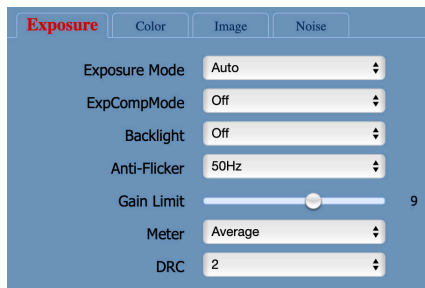 Exposure Color Image Noise
Exposure Mode Auto
ExpCompMode Off
Backlight Off
Anti-Flicker 50Hz
Gain Limit 9
Meter Average
DRC 2